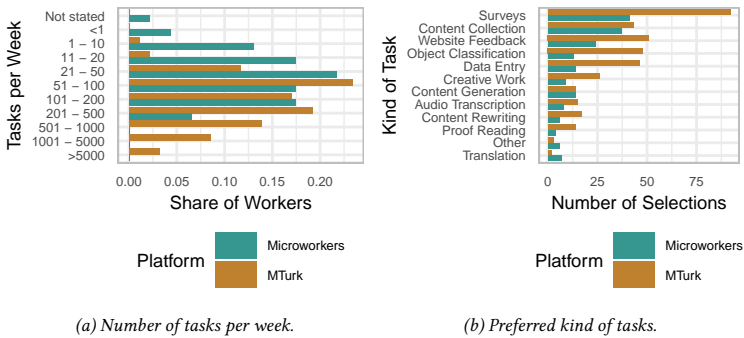 Tasks per Week
Not stated
<1
1 – 10
11 – 20
21 – 50
51 – 100
101 – 200
201 – 500
501 – 1000
1001 – 5000
>5000
0.00 0.05 0.10 0.15 0.20
Share of Workers
Platform
Microworkers
MTurk
(a) Number of tasks per week.
Kind of Task
Surveys
Content Collection
Website Feedback
Object Classification
Data Entry
Creative Work
Content Generation
Audio Transcription
Content Rewriting
Proof Reading
Other
Translation
0 25 50 75
Number of Selections
Platform
Microworkers
MTurk
(b) Preferred kind of tasks.